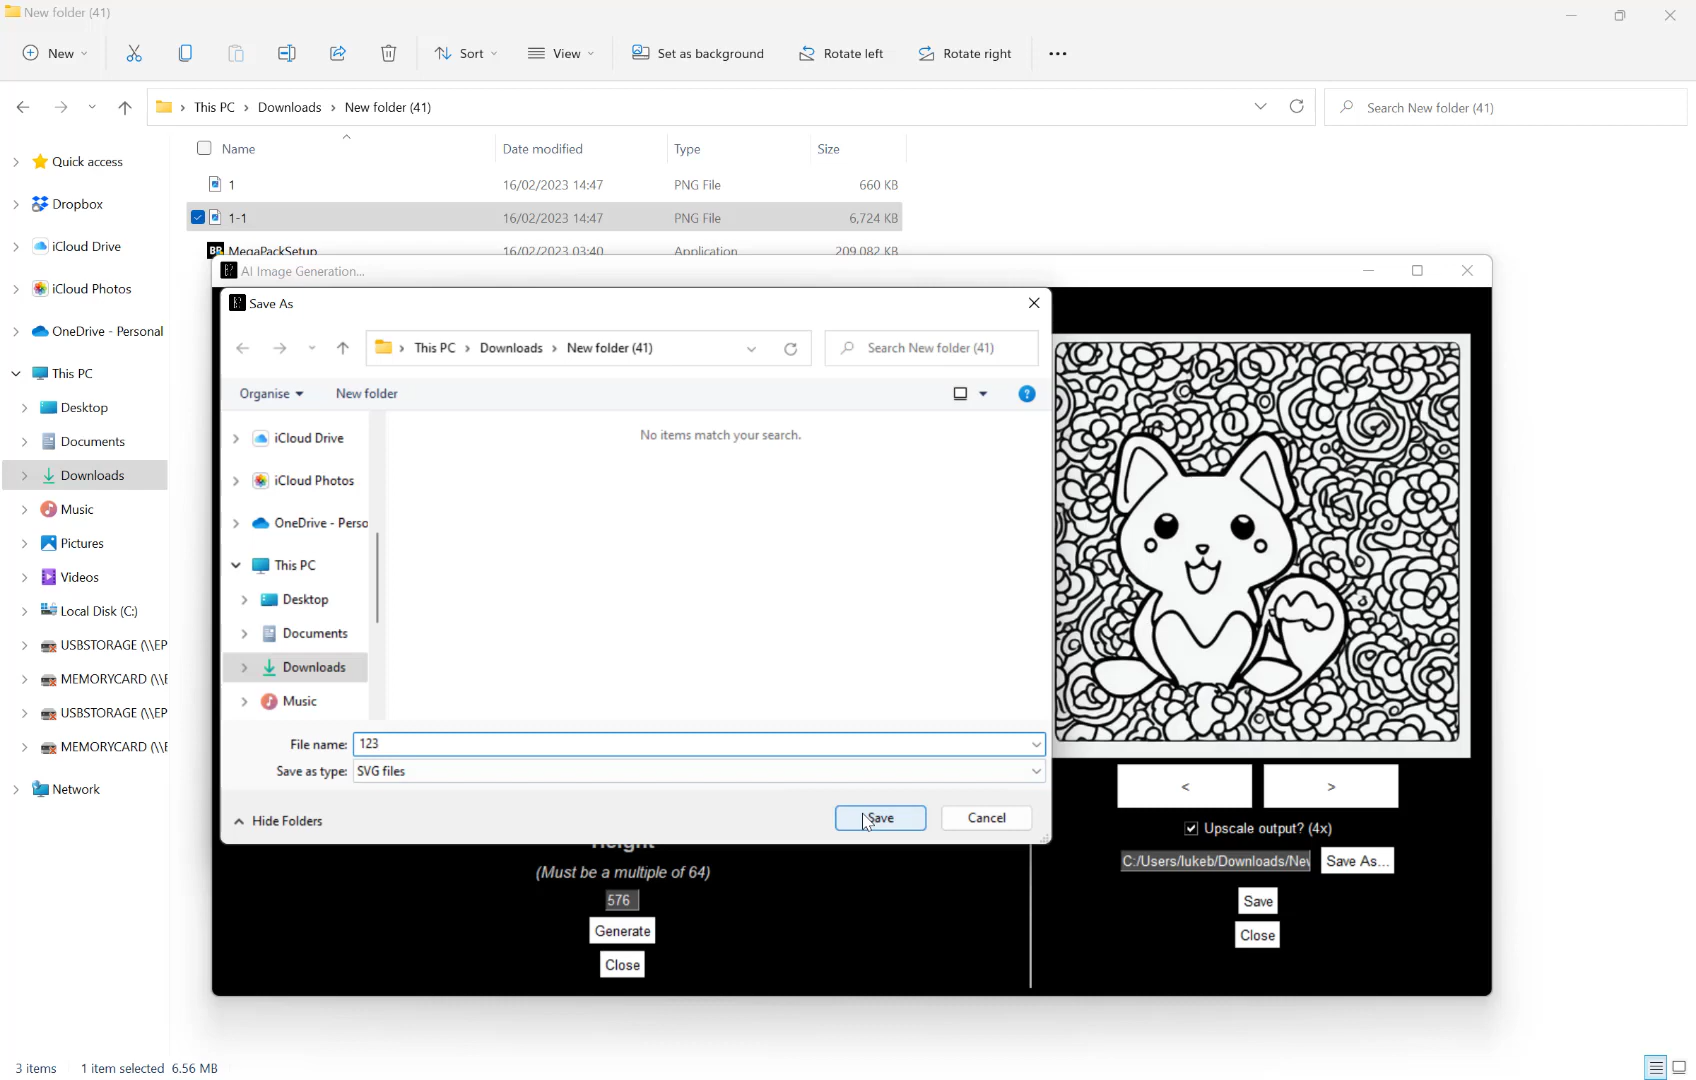 New folder (41)
New
Sort
View
Set as background
Rotate left
Rotate right
This PC > Downloads > New folder (41)
Search New folder (41)
Name
Date modified
Type
Size
1
16/02/2023 14:47
PNG File
660 KB
1-1
16/02/2023 14:47
PNG File
6,724 KB
MegaPackSetup
16/02/2023 03:40
Application
209,082 KB
Quick access
Dropbox
iCloud Drive
iCloud Photos
OneDrive - Personal
This PC
Desktop
Documents
Downloads
Music
Pictures
Videos
Local Disk (C:)
USBSTORAGE (\\EP
MEMORYCARD (\\E
USBSTORAGE (\\EP
MEMORYCARD (\\E
Network
AI Image Generation...
Save As
This PC > Downloads > New folder (41)
Search New folder (41)
Organise
New folder
No items match your search.
iCloud Drive
iCloud Photos
OneDrive - Perso
This PC
Desktop
Documents
Downloads
Music
File name: 123
Save as type: SVG files
Hide Folders
Save
Cancel
Height
(Must be a multiple of 64)
576
Generate
Close
<
>
Upscale output? (4x)
C:/Users/lukeb/Downloads/Nev
Save As...
Save
Close
3 items
1 item selected 6.56 MB